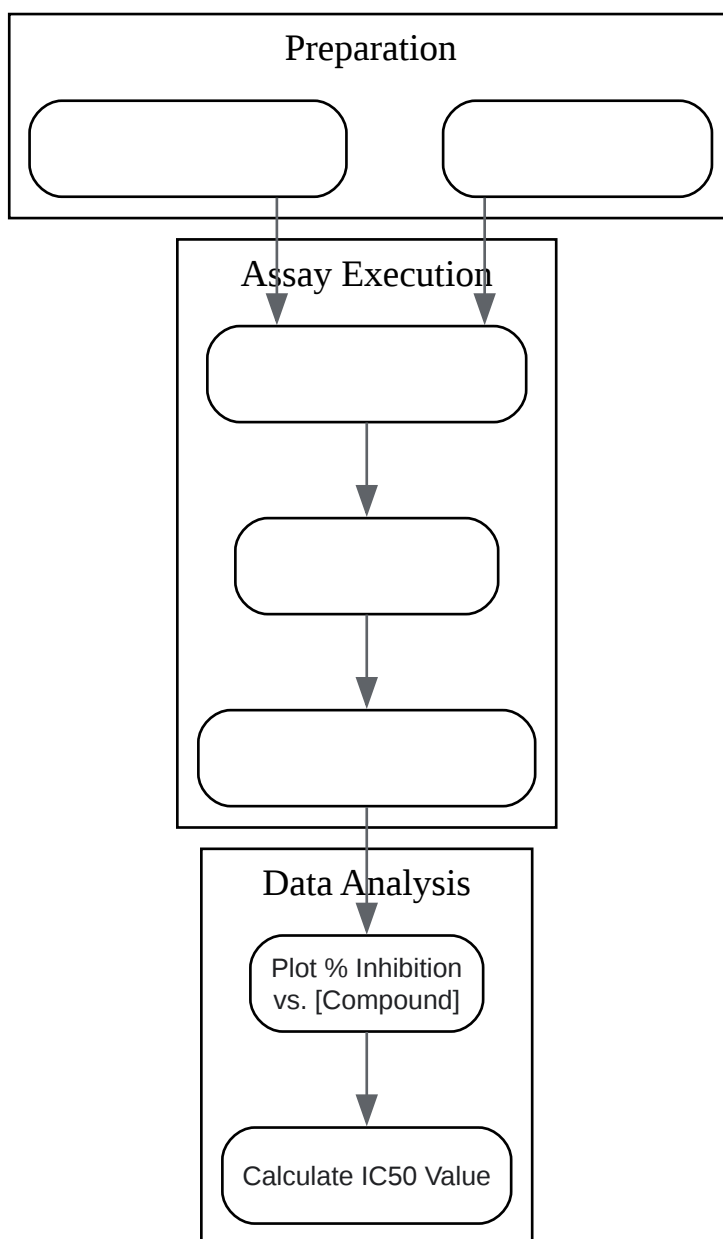 Preparation
Assay Execution
Data Analysis
Plot % Inhibition
vs. [Compound]
Calculate IC50 Value